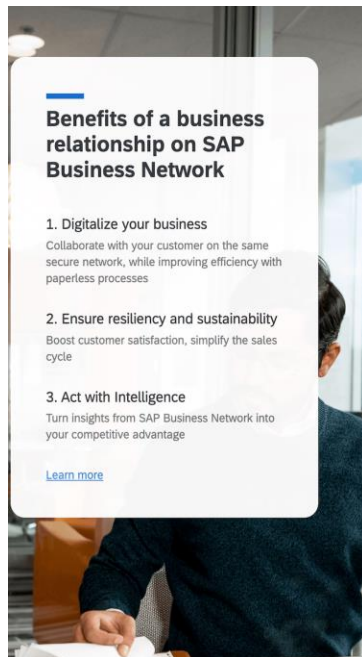 Benefits of a business
relationship on SAP
Business Network
1. Digitalize your business
Collaborate with your customer on the same
secure network, while improving efficiency with
paperless processes
2. Ensure resiliency and sustainability
Boost customer satisfaction, simplify the sales
cycle
3. Act with Intelligence
Turn insights from SAP Business Network into
your competitive advantage
Learn more